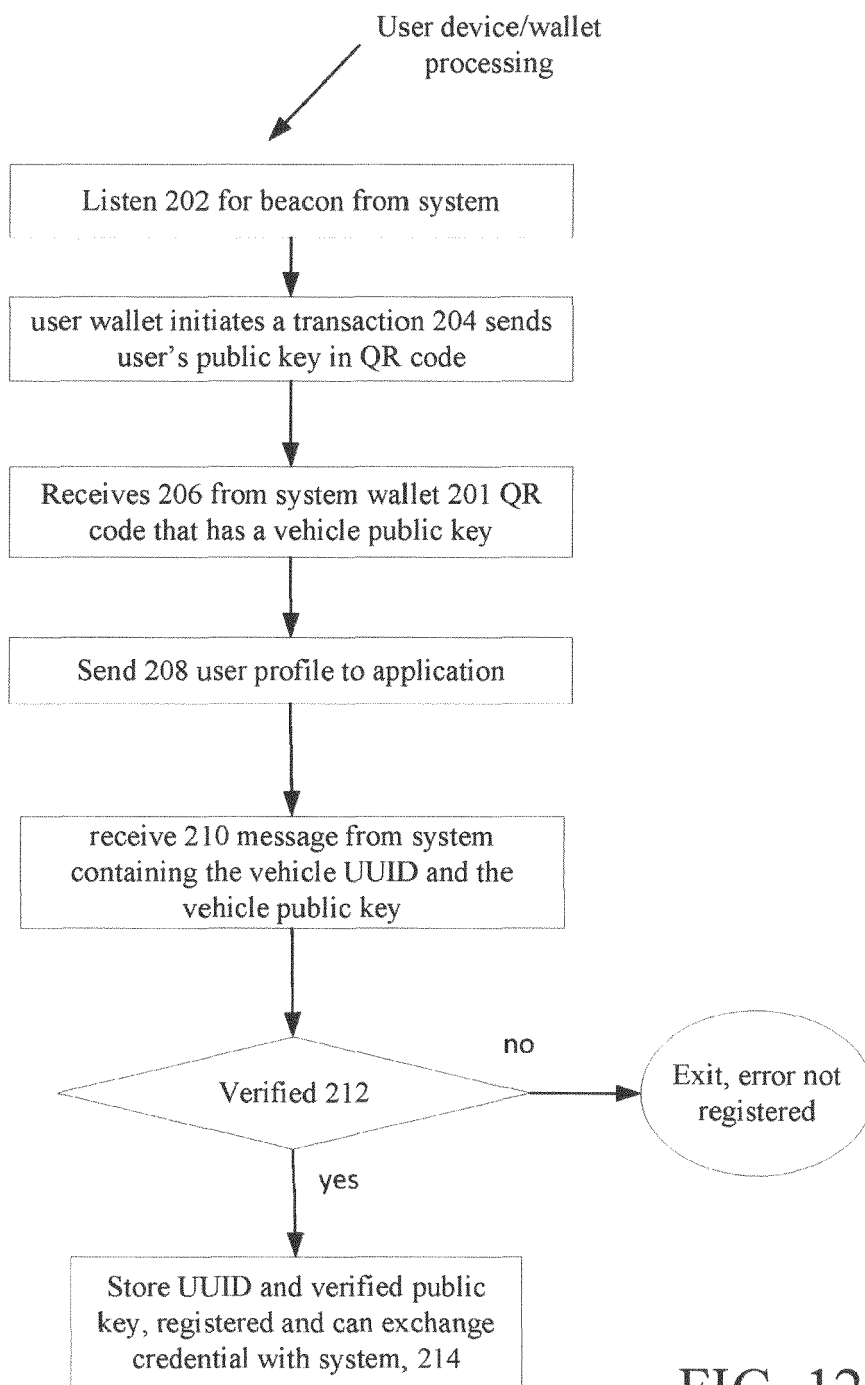 User device/wallet
processing
Listen 202 for beacon from system
user wallet initiates a transaction 204 sends
user's public key in QR code
Receives 206 from system wallet 201 QR
code that has a vehicle public key
Send 208 user profile to application
receive 210 message from system
containing the vehicle UUID and the
vehicle public key
Verified 212
no
Exit, error not
registered
yes
Store UUID and verified public
key, registered and can exchange
credential with system, 214
FIG. 12